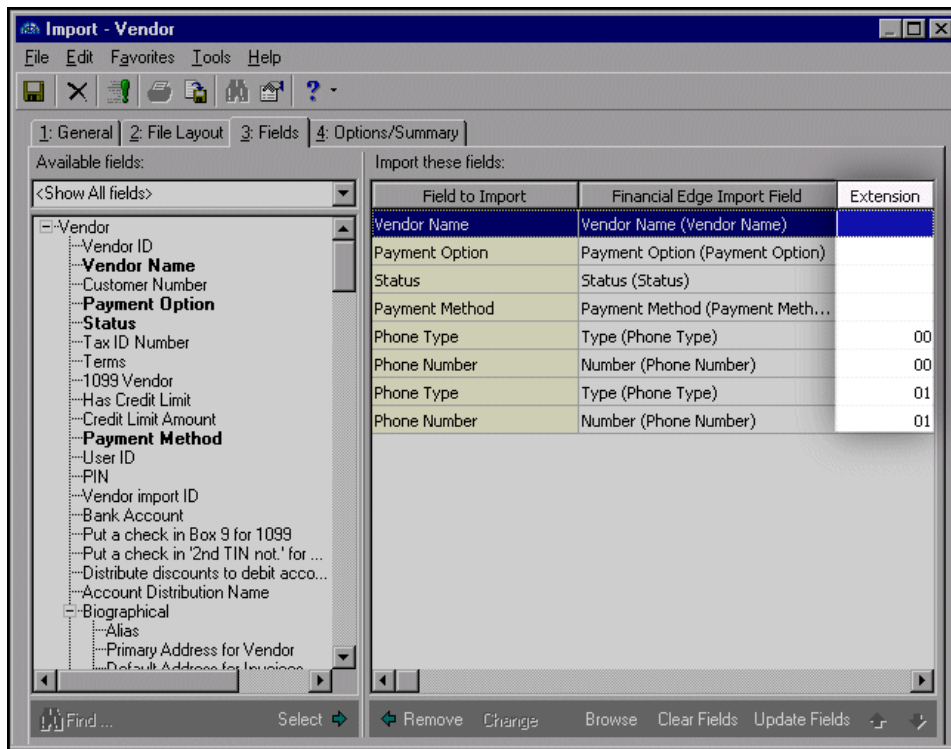 Import - Vendor
File Edit Favorites Tools Help
?
1: General 2: File Layout 3: Fields 4: Options/Summary
Available fields:
Import these fields:
<Show All fields>
Field to Import Financial Edge Import Field Extension
Vendor
Vendor ID
Vendor Name
Customer Number
Payment Option
Status
Tax ID Number
Terms
1099 Vendor
Has Credit Limit
Credit Limit Amount
Payment Method
User ID
PIN
Vendor import ID
Bank Account
Put a check in Box 9 for 1099
Put a check in '2nd TIN not.' for ...
Distribute discounts to debit acco...
Account Distribution Name
Biographical
Alias
Primary Address for Vendor
Default Address for Invoices
Vendor Name Vendor Name (Vendor Name)
Payment Option Payment Option (Payment Option)
Status Status (Status)
Payment Method Payment Method (Payment Meth...
Phone Type Type (Phone Type) 00
Phone Number Number (Phone Number) 00
Phone Type Type (Phone Type) 01
Phone Number Number (Phone Number) 01
Find ... Select
Remove Change Browse Clear Fields Update Fields